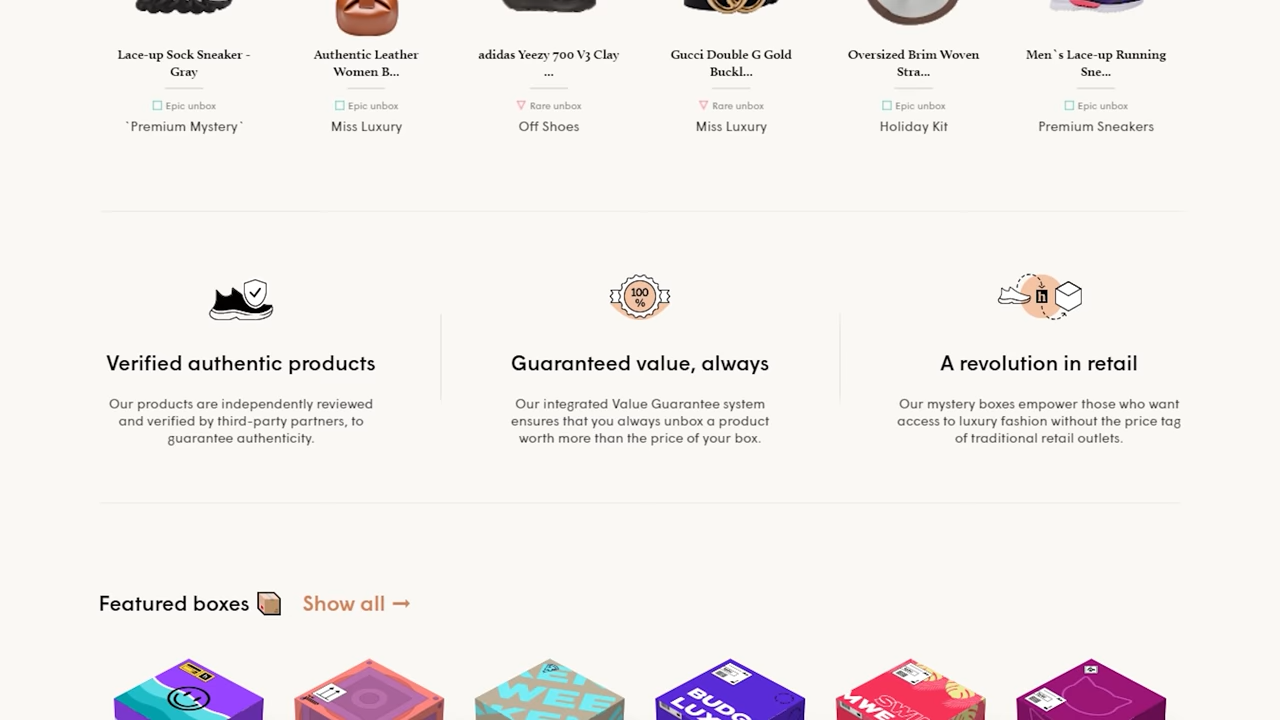 Lace-up Sock Sneaker -
Gray
Epic unbox
`Premium Mystery`
Authentic Leather
Women B...
Epic unbox
Miss Luxury
adidas Yeezy 700 V3 Clay
...
Rare unbox
Off Shoes
Gucci Double G Gold
Buckl...
Rare unbox
Miss Luxury
Oversized Brim Woven
Stra...
Epic unbox
Holiday Kit
Men`s Lace-up Running
Sne...
Epic unbox
Premium Sneakers
Verified authentic products
Our products are independently reviewed
and verified by third-party partners, to
guarantee authenticity.
100
%
Guaranteed value, always
Our integrated Value Guarantee system
ensures that you always unbox a product
worth more than the price of your box.
h
A revolution in retail
Our mystery boxes empower those who want
access to luxury fashion without the price tag
of traditional retail outlets.
Featured boxes
Show all →
WEE